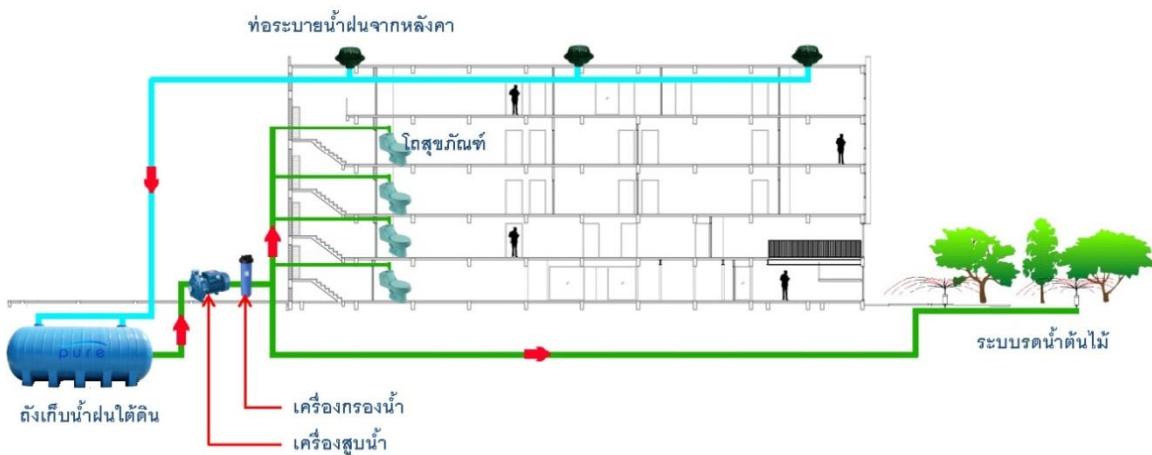 ท่อระบายน้ำฝนจากหลังคา
โถสุขภัณฑ์
pure
ระบบรดน้ำต้นไม้
ถังเก็บน้ำฝนใต้ดิน
เครื่องกรองน้ำ
เครื่องสูบน้ำ